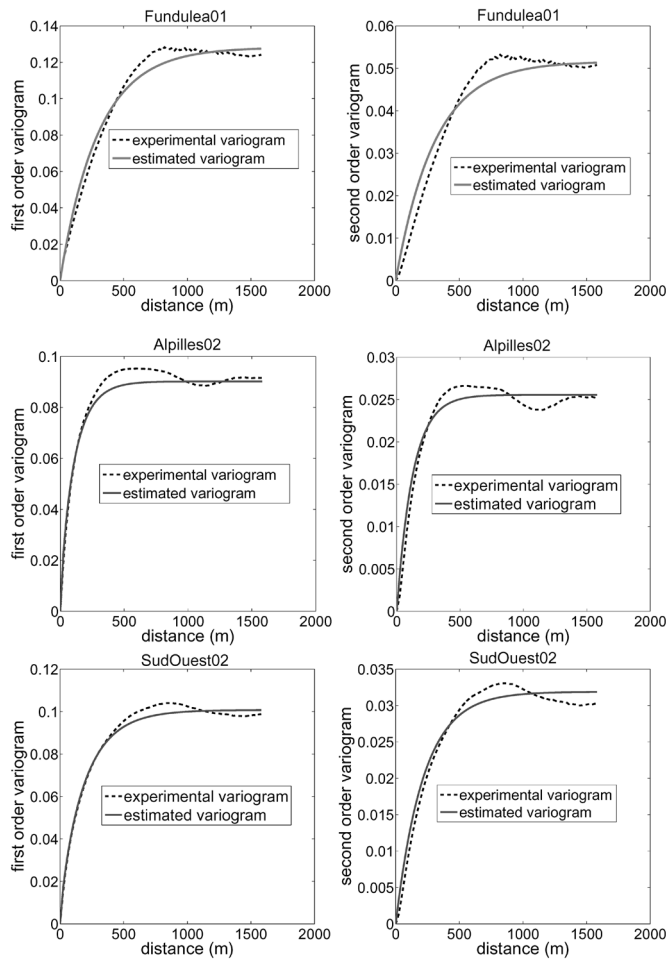 Fundulea01
first order variogram
0.14
0.12
0.1
0.08
0.06
0.04
0.02
0
experimental variogram
estimated variogram
0 500 1000 1500 2000
distance (m)
Fundulea01
second order variogram
0.06
0.05
0.04
0.03
0.02
0.01
0
experimental variogram
estimated variogram
0 500 1000 1500 2000
distance (m)
Alpilles02
first order variogram
0.1
0.08
0.06
0.04
0.02
0
experimental variogram
estimated variogram
0 500 1000 1500 2000
distance (m)
Alpilles02
second order variogram
0.03
0.025
0.02
0.015
0.01
0.005
0
experimental variogram
estimated variogram
0 500 1000 1500 2000
distance (m)
SudOuest02
first order variogram
0.12
0.1
0.08
0.06
0.04
0.02
0
experimental variogram
estimated variogram
0 500 1000 1500 2000
distance (m)
SudOuest02
second order variogram
0.035
0.03
0.025
0.02
0.015
0.01
0.005
0
experimental variogram
estimated variogram
0 500 1000 1500 2000
distance (m)